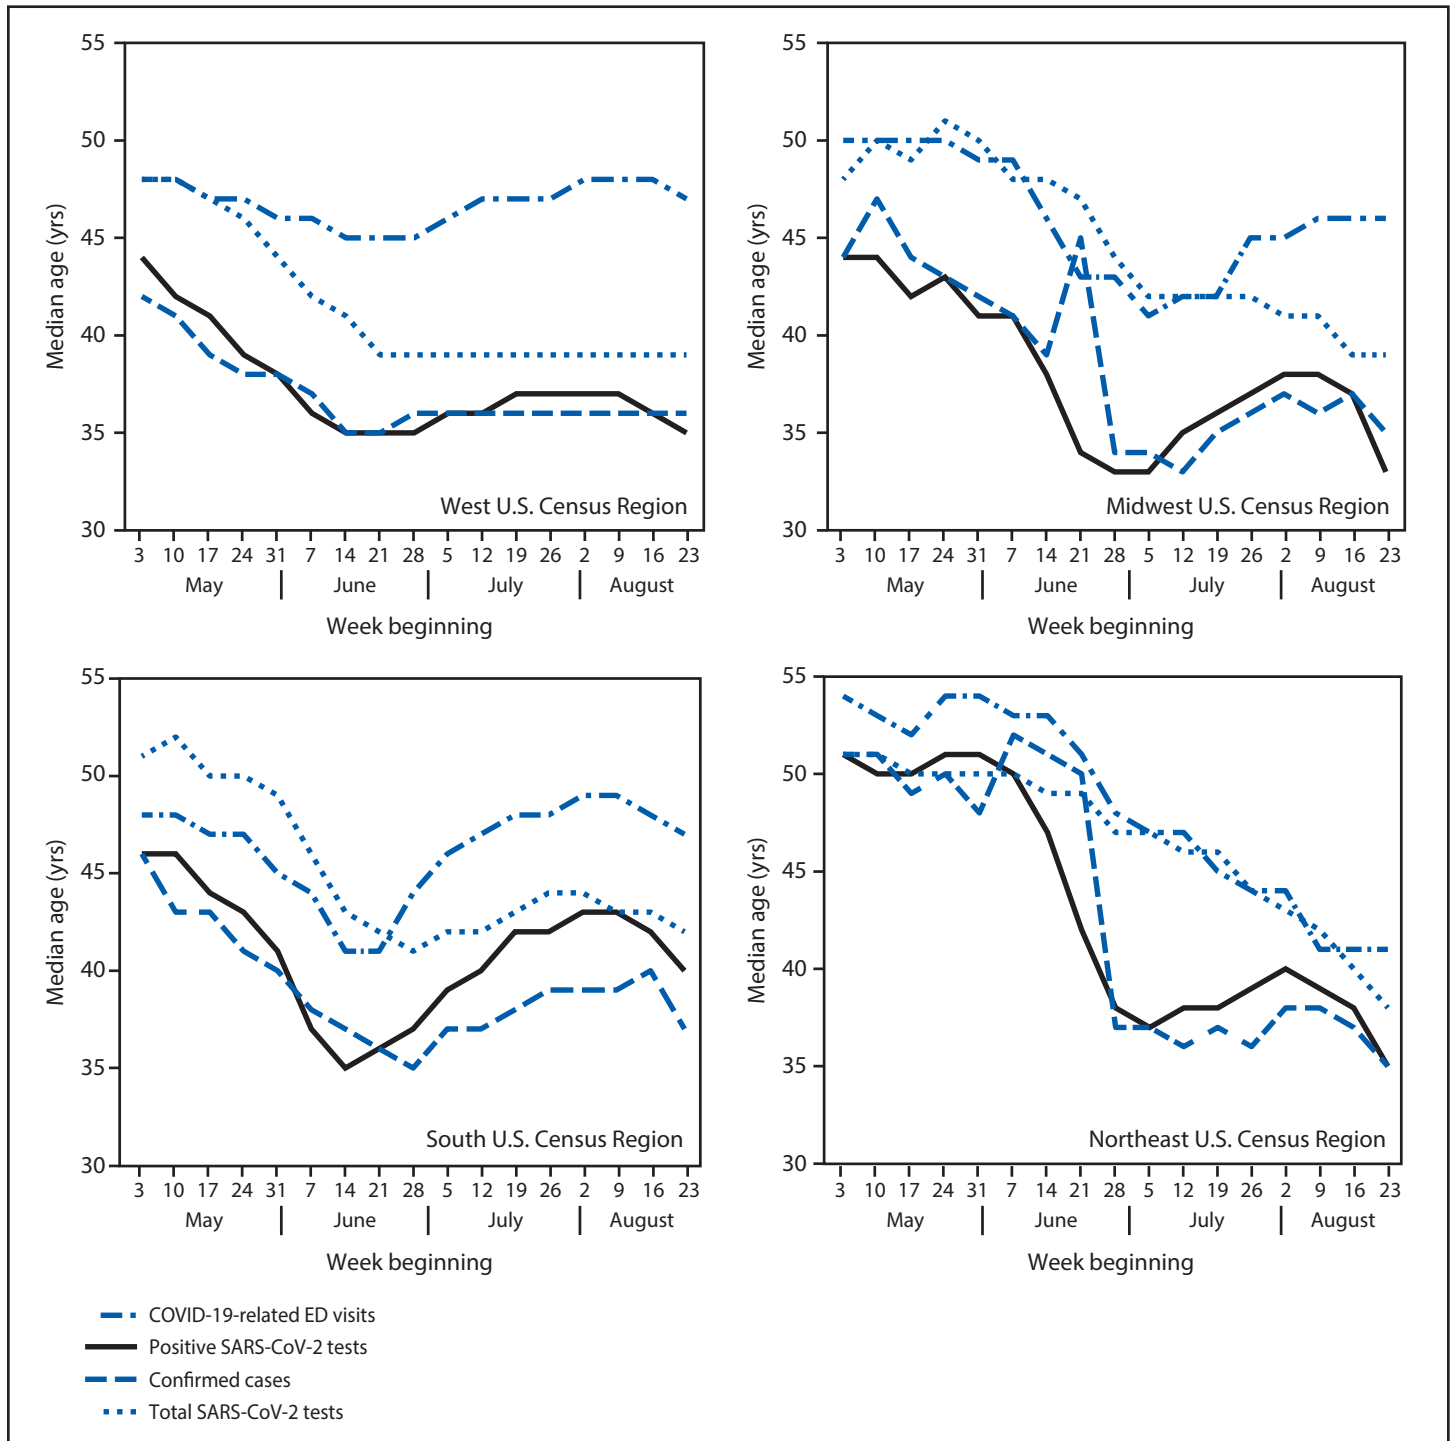 55
50
45
40
35
30
Median age (yrs)
West U.S. Census Region
3 10 17 24 31 7 14 21 28 5 12 19 26 2 9 16 23
May | June | July | August
Week beginning
55
50
45
40
35
30
Median age (yrs)
Midwest U.S. Census Region
3 10 17 24 31 7 14 21 28 5 12 19 26 2 9 16 23
May | June | July | August
Week beginning
55
50
45
40
35
30
Median age (yrs)
South U.S. Census Region
3 10 17 24 31 7 14 21 28 5 12 19 26 2 9 16 23
May | June | July | August
Week beginning
55
50
45
40
35
30
Median age (yrs)
Northeast U.S. Census Region
3 10 17 24 31 7 14 21 28 5 12 19 26 2 9 16 23
May | June | July | August
Week beginning
COVID-19-related ED visits
Positive SARS-CoV-2 tests
Confirmed cases
Total SARS-CoV-2 tests